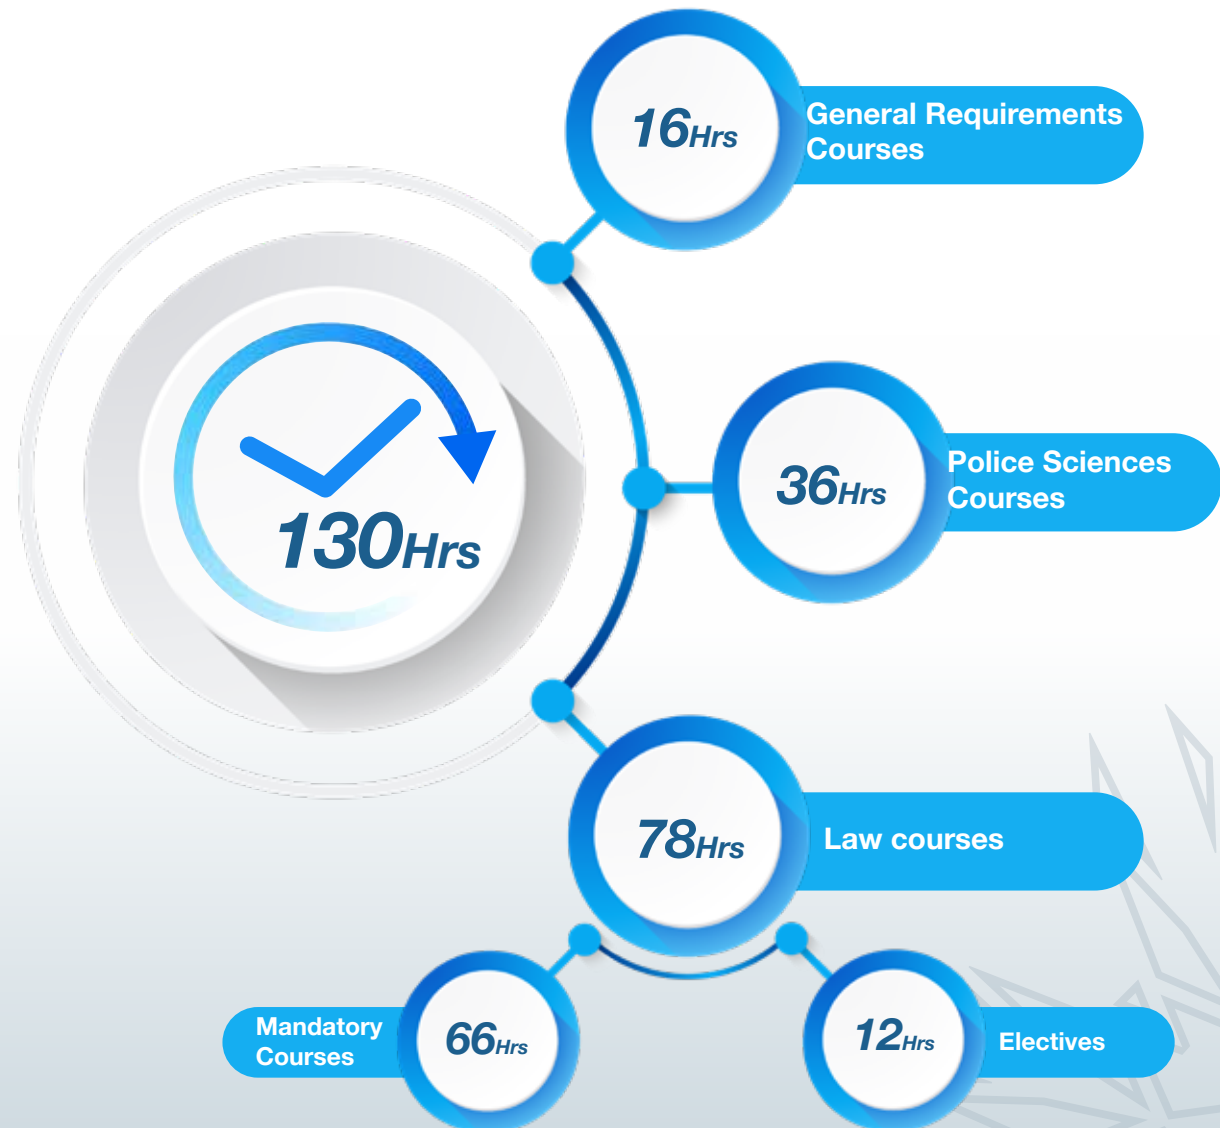 16Hrs
General Requirements
Courses
130Hrs
36Hrs
Police Sciences
Courses
78Hrs
Law courses
Mandatory
Courses
66Hrs
12Hrs
Electives